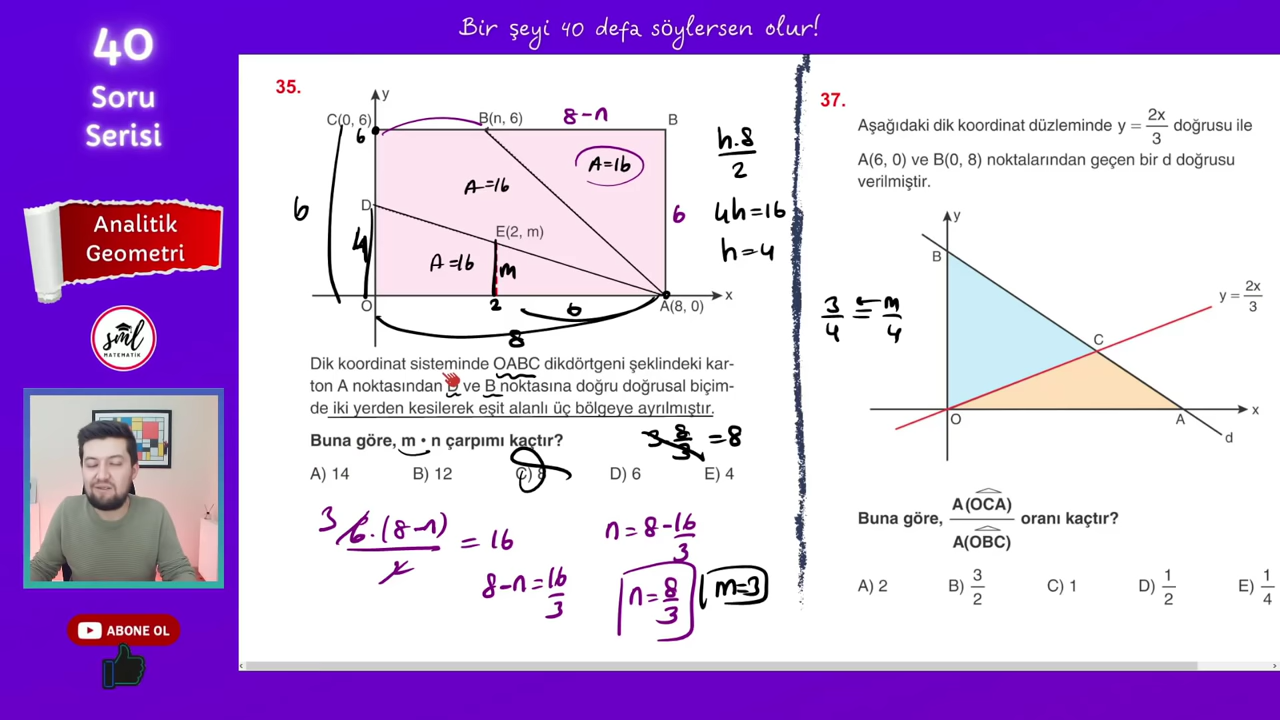 Bir şeyi 40 defa söylersen olur!
40
Soru
Serisi
Analitik
Geometri
sml
MATEMATİK
ABONE OL
35.
y
C(0, 6)
6
B(n, 6)
8-n
B
A=16
A=16
6
6
D
4
E(2, m)
A=16
m
O
2
6
8
A(8, 0)
x
h.8
2
4h=16
h=4
3/4 = m/4
Dik koordinat sisteminde OABC dikdörtgeni şeklindeki kar-
ton A noktasından D ve B noktasına doğru doğrusal biçim-
de iki yerden kesilerek eşit alanlı üç bölgeye ayrılmıştır.
Buna göre, m • n çarpımı kaçtır?
3 8/3 = 8
A) 14 B) 12 C) 8 D) 6 E) 4
3 6.(8-n)/2 = 16
8-n = 16/3
n = 8 - 16/3
n = 8/3
m=3
37.
Aşağıdaki dik koordinat düzleminde y = 2x/3 doğrusu ile
A(6, 0) ve B(0, 8) noktalarından geçen bir d doğrusu
verilmiştir.
y
B
y = 2x/3
C
O
A
x
d
Buna göre, A(OCA)/A(OBC) oranı kaçtır?
A) 2 B) 3/2 C) 1 D) 1/2 E) 1/4